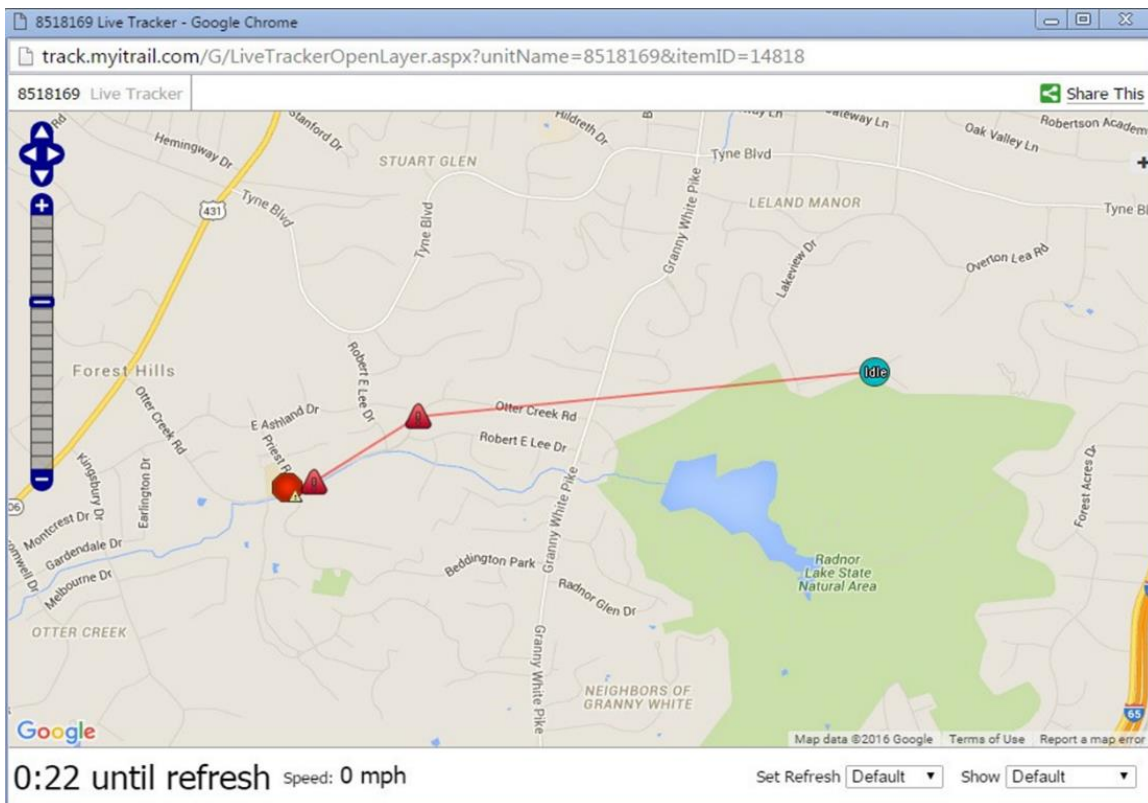 8518169 Live Tracker - Google Chrome
track.myitrail.com/G/LiveTrackerOpenLayer.aspx?unitName=8518169&itemID=14818
8518169 Live Tracker
Share This
Stanford Dr
Hildreth Dr
Gateway Ln
Oak Valley Ln
Robertson Academ
Hemingway Dr
STUART GLEN
Tyne Blvd
LELAND MANOR
431
Tyne Blvd
Tyne Bl
Tyne Blvd
Granny White Pike
Lakeview Dr
Overton Lea Rd
Forest Hills
Robert E Lee Dr
Idle
Otter Creek Rd
E Ashland Dr
Otter Creek Rd
Priest R
Robert E Lee Dr
Kingsbury Dr
Earlington Dr
Forest Acres Dr
06
Montcrest Dr
Gardendale Dr
Melbourne Dr
omwell Dr
Beddington Park
Granny White Pike
Radnor Glen Dr
Radnor
Lake State
Natural Area
OTTER CREEK
Granny White Pike
NEIGHBORS OF
GRANNY WHITE
65
Google
Map data ©2016 Google Terms of Use Report a map error
0:22 until refresh Speed: 0 mph Set Refresh Default Show Default